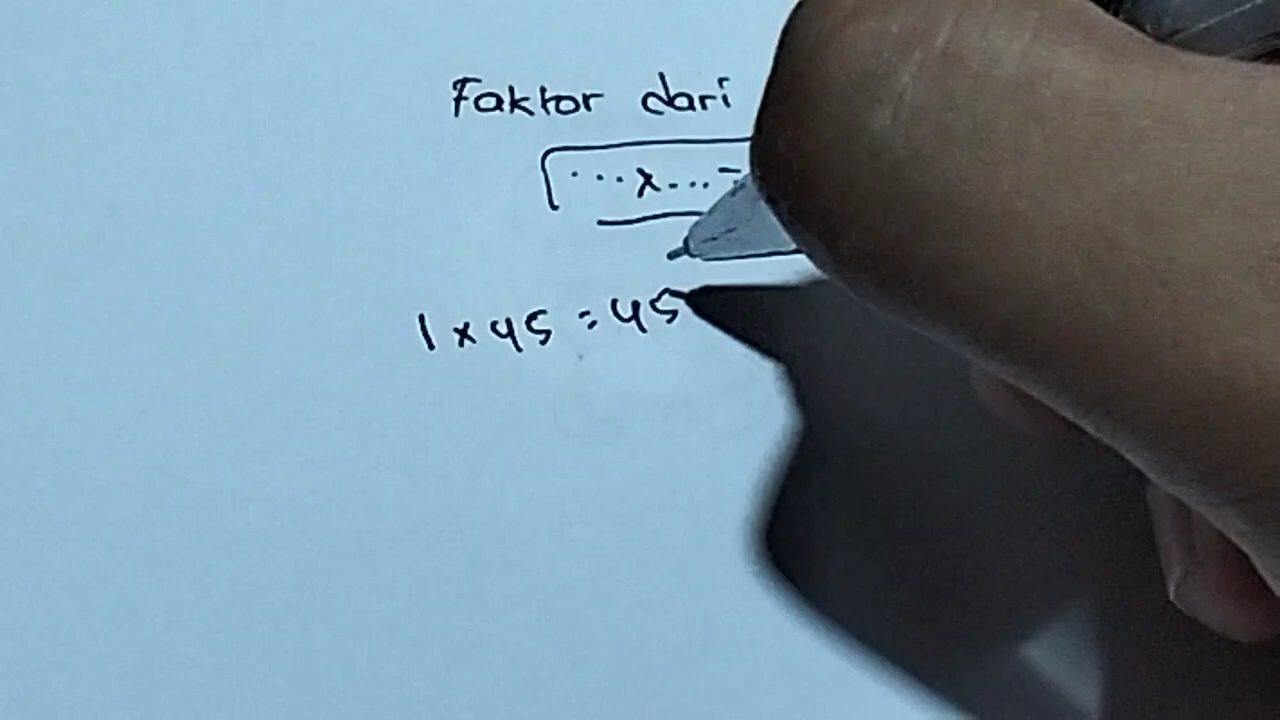 Faktor dari
...x...=
1 x 45 = 45